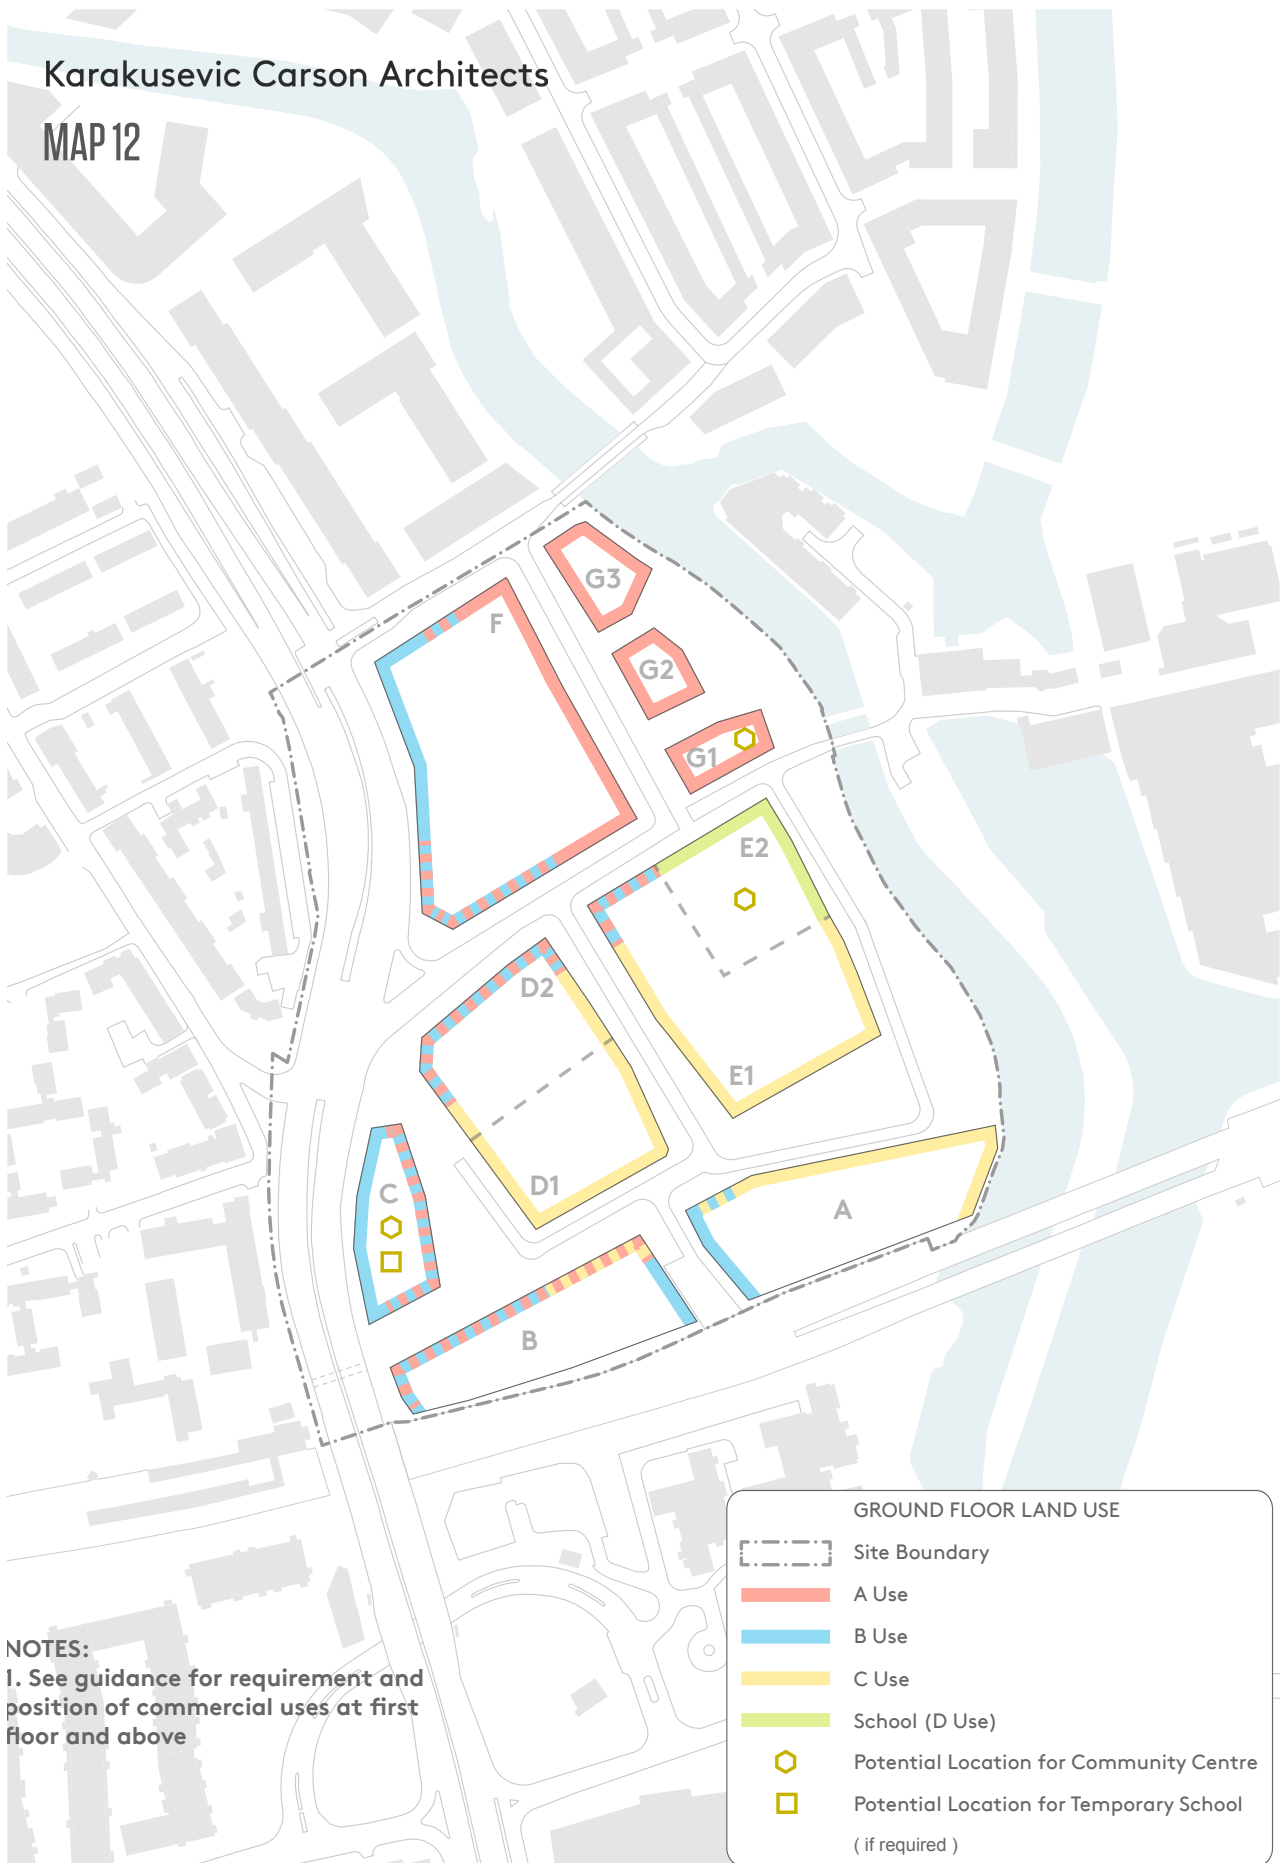 Karakusevic Carson Architects
MAP 12
G3
F
G2
G1
E2
D2
E1
D1
C
A
B
NOTES:
1. See guidance for requirement and
position of commercial uses at first
floor and above
GROUND FLOOR LAND USE
Site Boundary
A Use
B Use
C Use
School (D Use)
Potential Location for Community Centre
Potential Location for Temporary School
( if required )